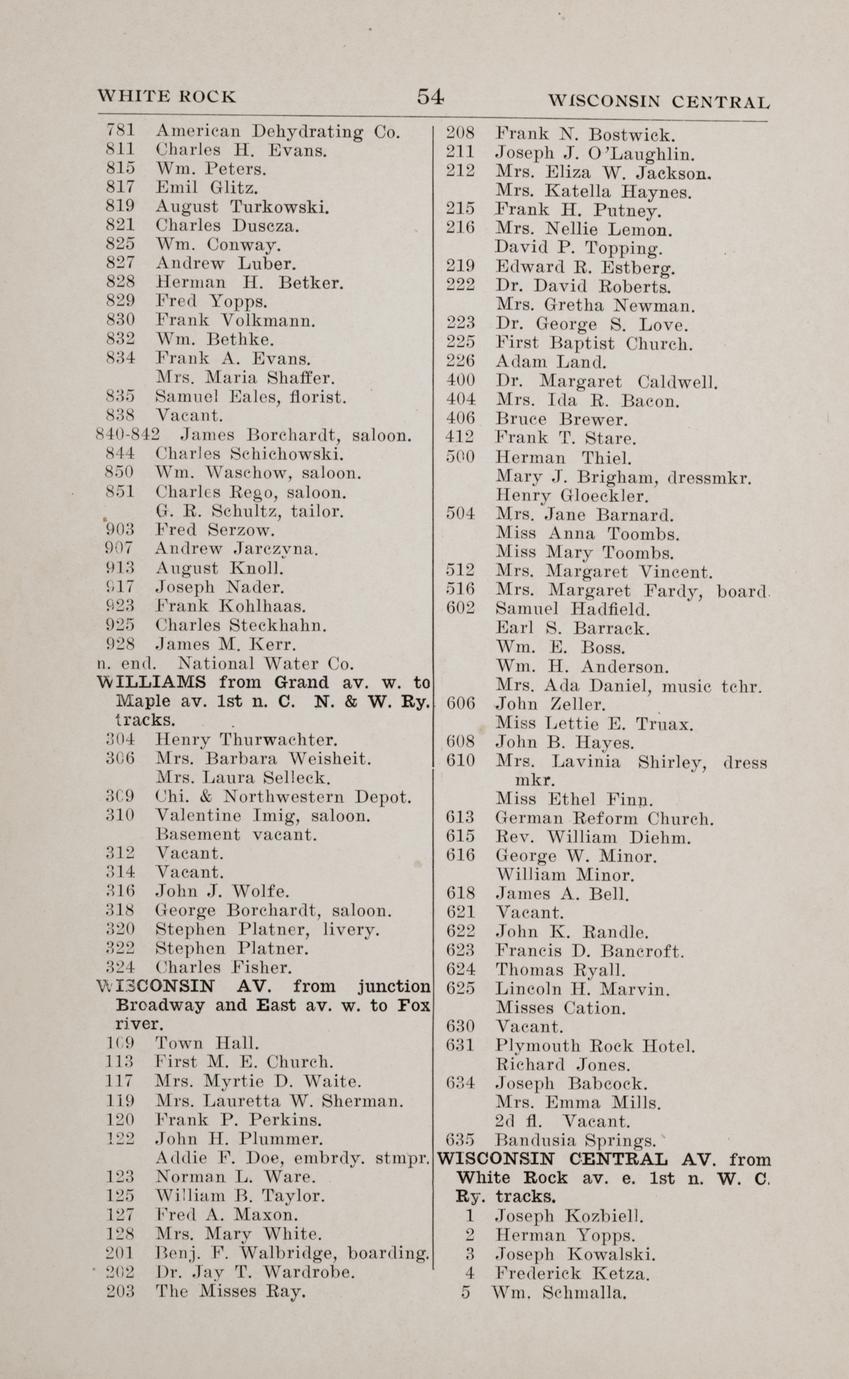 WHITE ROCK 54 WISCONSIN CENTRAL
781 American Dehydrating Co.
811 Charles H. Evans.
815 Wm. Peters.
817 Emil Glitz.
819 August Turkowski.
821 Charles Duscza.
825 Wm. Conway.
827 Andrew Luber.
828 Herman H. Betker.
829 Fred Yopps.
830 Frank Volkmann.
832 Wm. Bethke.
834 Frank A. Evans.
Mrs. Maria Shaffer.
835 Samuel Eales, florist.
838 Vacant.
840-842 James Borchardt, saloon.
844 Charles Schichowski.
850 Wm. Waschow, saloon.
851 Charles Rego, saloon.
G. R. Schultz, tailor.
903 Fred Serzow.
907 Andrew Jarczyna.
913 August Knoll.
917 Joseph Nader.
923 Frank Kohlhaas.
925 Charles Steckhahn.
928 James M. Kerr.
n. end. National Water Co.
WILLIAMS from Grand av. w. to
Maple av. 1st n. C. N. & W. Ry.
tracks.
304 Henry Thurwachter.
306 Mrs. Barbara Weisheit.
Mrs. Laura Selleck.
309 Chi. & Northwestern Depot.
310 Valentine Imig, saloon.
Basement vacant.
312 Vacant.
314 Vacant.
316 John J. Wolfe.
318 George Borchardt, saloon.
320 Stephen Platner, livery.
322 Stephen Platner.
324 Charles Fisher.
WISCONSIN AV. from junction
Broadway and East av. w. to Fox
river.
109 Town Hall.
113 First M. E. Church.
117 Mrs. Myrtie D. Waite.
119 Mrs. Lauretta W. Sherman.
120 Frank P. Perkins.
122 John H. Plummer.
Addie F. Doe, embrdy. stmpr.
123 Norman L. Ware.
125 William B. Taylor.
127 Fred A. Maxon.
128 Mrs. Mary White.
201 Benj. F. Walbridge, boarding.
202 Dr. Jay T. Wardrobe.
203 The Misses Ray.
208 Frank N. Bostwick.
211 Joseph J. O'Laughlin.
212 Mrs. Eliza W. Jackson.
Mrs. Katella Haynes.
215 Frank H. Putney.
216 Mrs. Nellie Lemon.
David P. Topping.
219 Edward R. Estberg.
222 Dr. David Roberts.
Mrs. Gretha Newman.
223 Dr. George S. Love.
225 First Baptist Church.
226 Adam Land.
400 Dr. Margaret Caldwell.
404 Mrs. Ida R. Bacon.
406 Bruce Brewer.
412 Frank T. Stare.
500 Herman Thiel.
Mary J. Brigham, dressmkr.
Henry Gloeckler.
504 Mrs. Jane Barnard.
Miss Anna Toombs.
Miss Mary Toombs.
512 Mrs. Margaret Vincent.
516 Mrs. Margaret Fardy, board.
602 Samuel Hadfield.
Earl S. Barrack.
Wm. E. Boss.
Wm. H. Anderson.
Mrs. Ada Daniel, music tchr.
606 John Zeller.
Miss Lettie E. Truax.
608 John B. Hayes.
610 Mrs. Lavinia Shirley, dress
mkr.
Miss Ethel Finn.
613 German Reform Church.
615 Rev. William Diehm.
616 George W. Minor.
William Minor.
618 James A. Bell.
621 Vacant.
622 John K. Randle.
623 Francis D. Bancroft.
624 Thomas Ryall.
625 Lincoln H. Marvin.
Misses Cation.
630 Vacant.
631 Plymouth Rock Hotel.
Richard Jones.
634 Joseph Babcock.
Mrs. Emma Mills.
2d fl. Vacant.
635 Bandusia Springs.
WISCONSIN CENTRAL AV. from
White Rock av. e. 1st n. W. C.
Ry. tracks.
1 Joseph Kozbiell.
2 Herman Yopps.
3 Joseph Kowalski.
4 Frederick Ketza.
5 Wm. Schmalla.